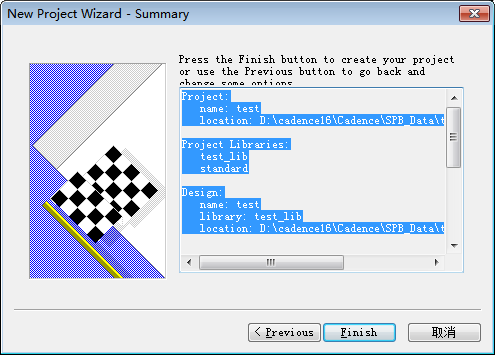 New Project Wizard - Summary
Press the Finish button to create your project
or use the Previous button to go back and
change some options
Project:
name: test
location: D:\cadence16\Cadence\SPB_Data\t
Project Libraries:
test_lib
standard
Design:
name: test
library: test_lib
location: D:\cadence16\Cadence\SPB_Data\t
< Previous
Finish
取消